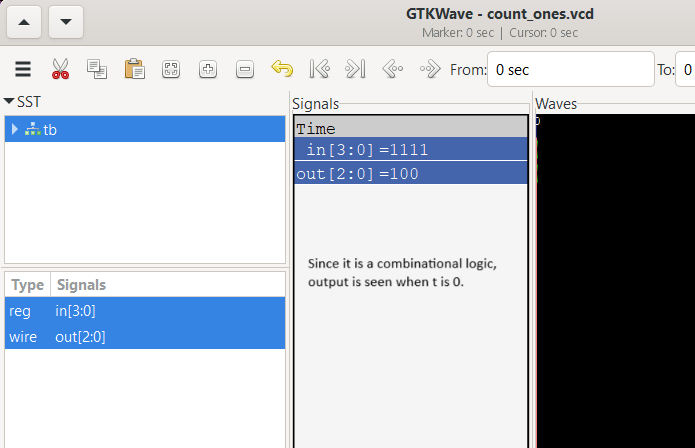 GTKWave - count_ones.vcd
Marker: 0 sec | Cursor: 0 sec
From: 0 sec To: 0
SST
tb
Type Signals
reg in[3:0]
wire out[2:0]
Signals
Time
in[3:0]=1111
out[2:0]=100
Since it is a combinational logic,
output is seen when t is 0.
Waves